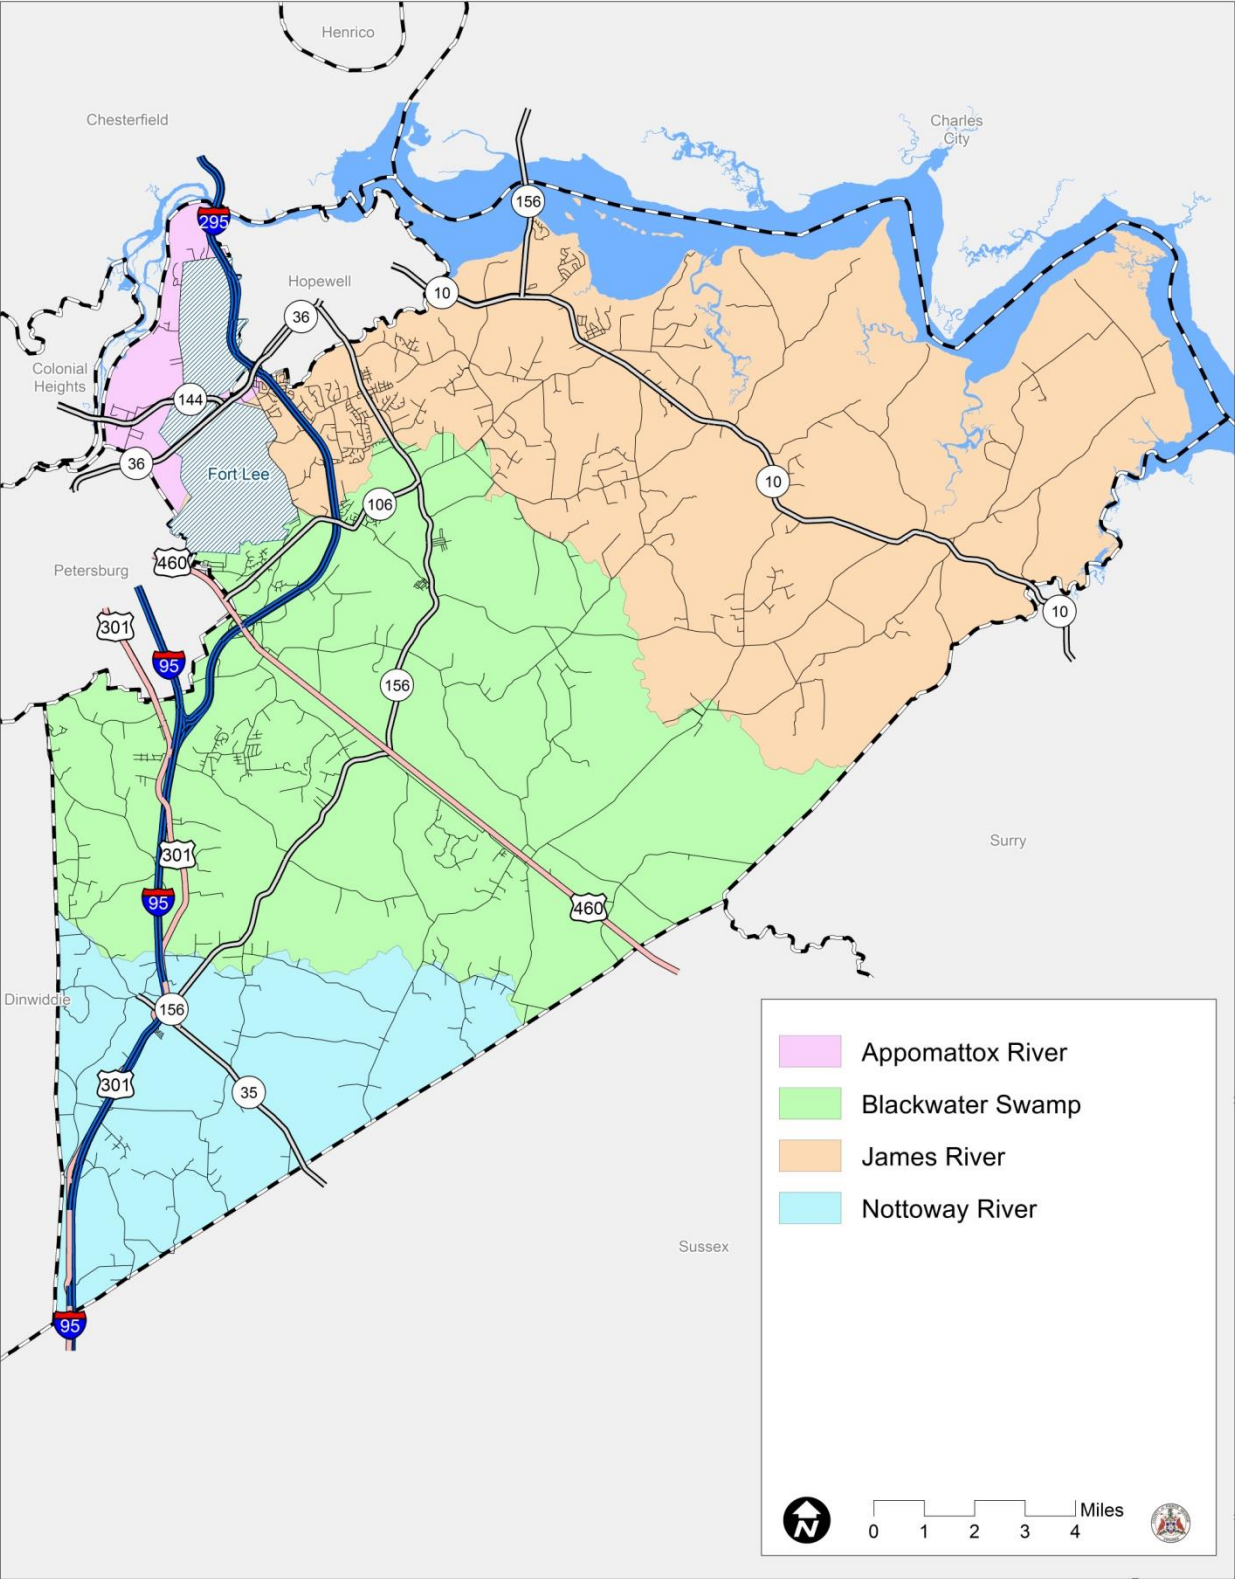 Henrico
Chesterfield
Charles
City
156
295
Hopewell
10
36
Colonial
Heights
144
36
Fort Lee
10
106
460
Petersburg
301
10
95
156
301
Surry
95
460
Dinwiddie
156
301
35
Appomattox River
Blackwater Swamp
James River
Nottoway River
Sussex
95
N
Miles
0 1 2 3 4